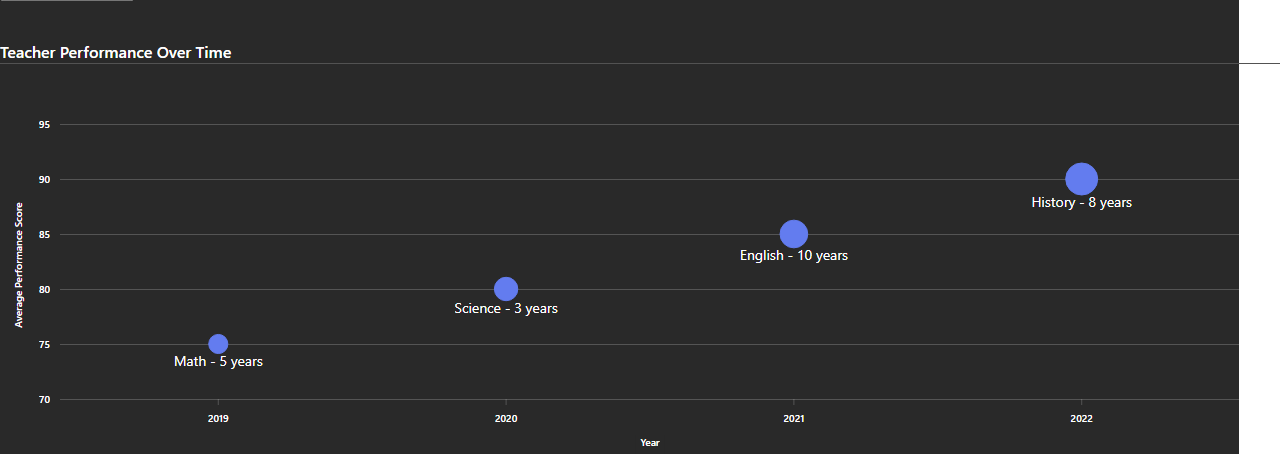 Teacher Performance Over Time
95
90
85
80
75
70
Average Performance Score
History - 8 years
English - 10 years
Science - 3 years
Math - 5 years
2019
2020
2021
2022
Year